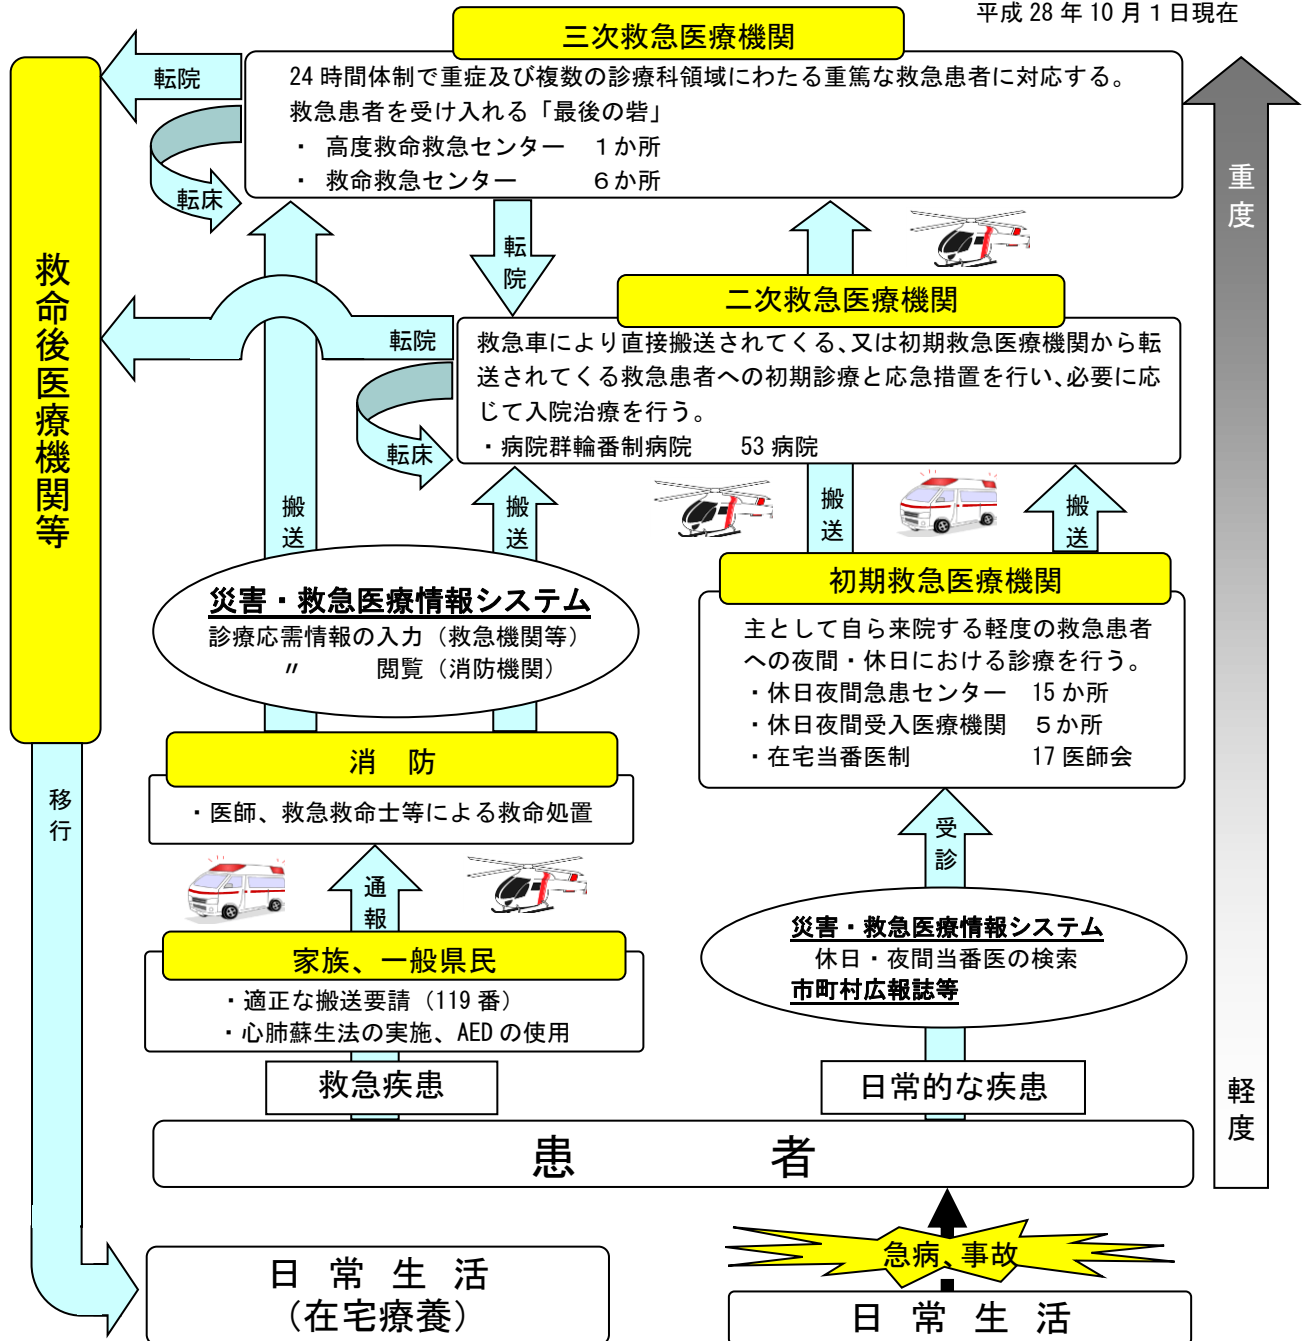 平成 28 年 10 月 1 日現在
三次救急医療機関
24 時間体制で重症及び複数の診療科領域にわたる重篤な救急患者に対応する。
救急患者を受け入れる「最後の砦」
・ 高度救命救急センター 1か所
・ 救命救急センター 6か所
転院
転床
重度
転院
救命後医療機関等
二次救急医療機関
救急車により直接搬送されてくる、又は初期救急医療機関から転
送されてくる救急患者への初期診療と応急措置を行い、必要に応
じて入院治療を行う。
・病院群輪番制病院 53 病院
転院
転床
搬送
搬送
搬送
搬送
災害・救急医療情報システム
診療応需情報の入力（救急機関等）
〃 閲覧（消防機関）
初期救急医療機関
主として自ら来院する軽度の救急患者
への夜間・休日における診療を行う。
・休日夜間急患センター 15 か所
・休日夜間受入医療機関 5か所
・在宅当番医制 17 医師会
消 防
・医師、救急救命士等による救命処置
移行
受診
通報
災害・救急医療情報システム
休日・夜間当番医の検索
市町村広報誌等
家族、一般県民
・適正な搬送要請（119 番）
・心肺蘇生法の実施、AED の使用
救急疾患
日常的な疾患
軽度
患 者
急病、事故
日 常 生 活
（在宅療養）
日 常 生 活